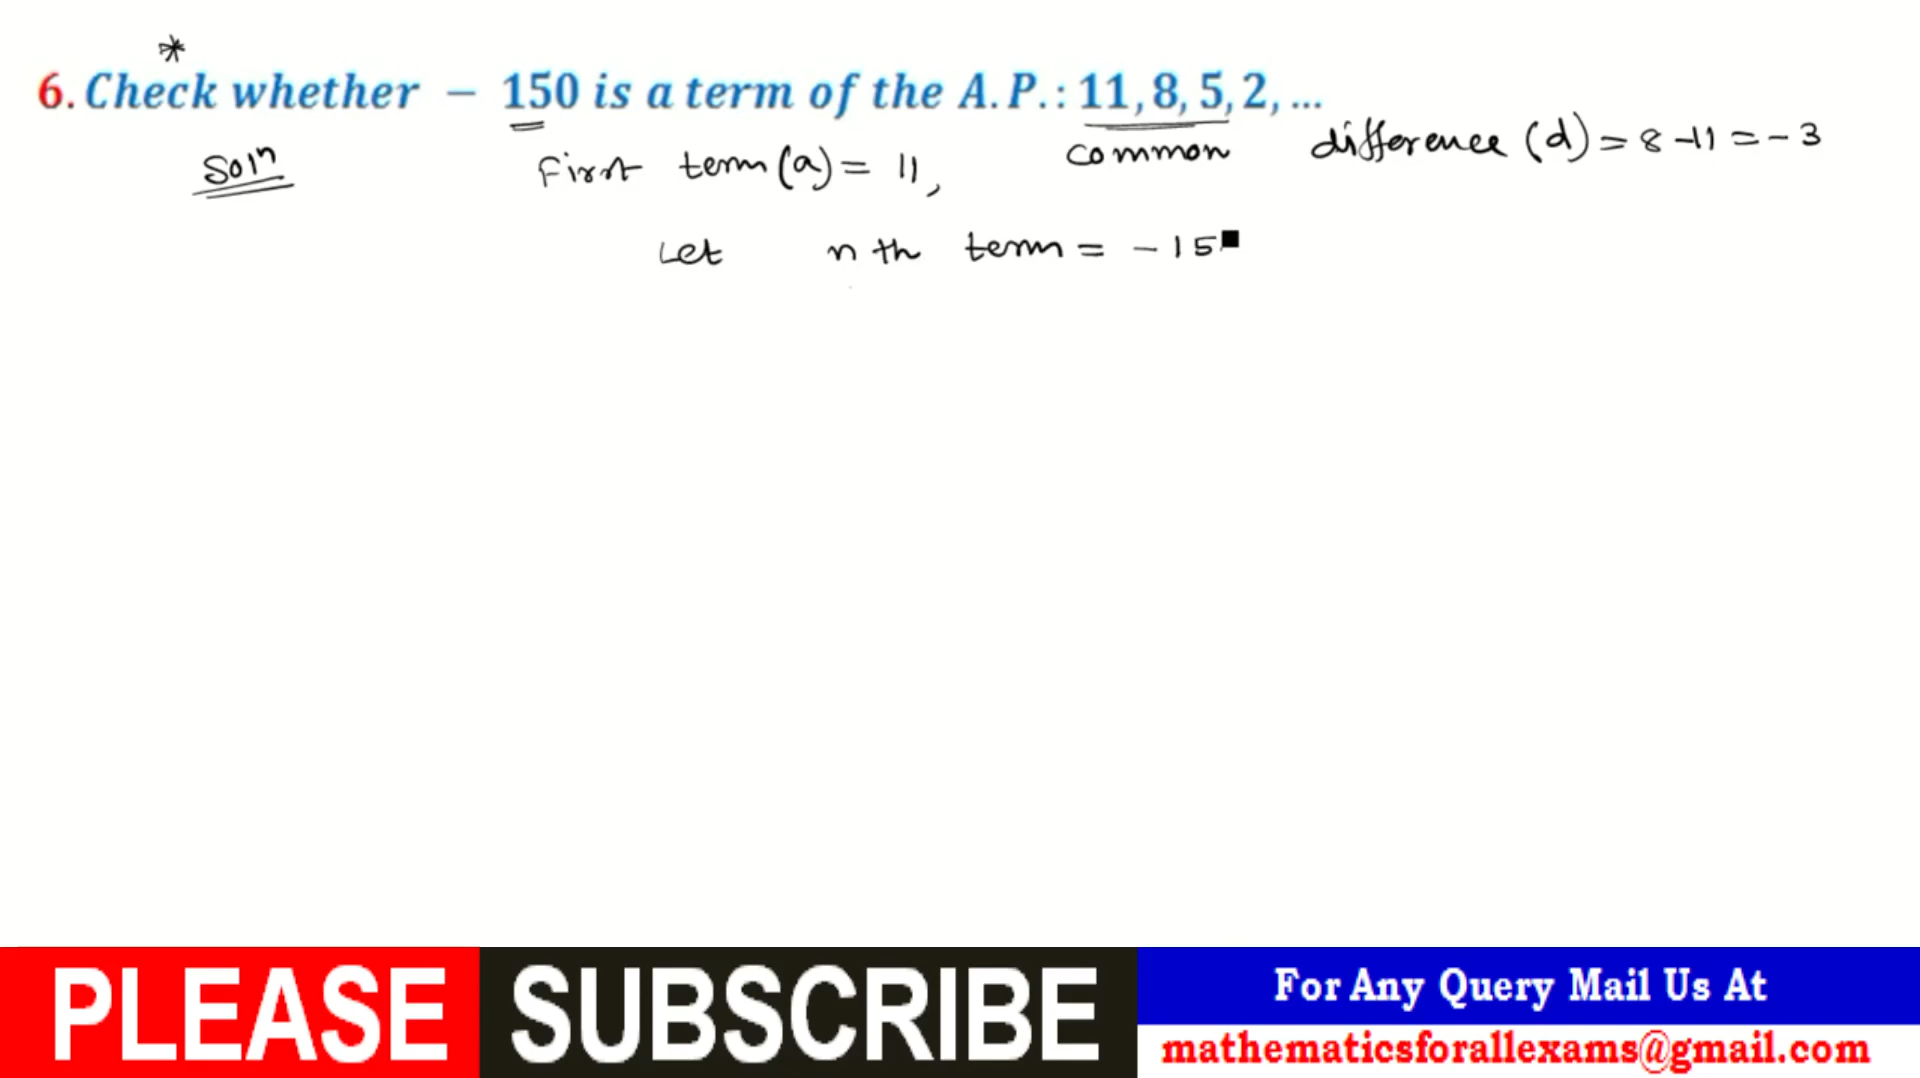 *
6. Check whether – 150 is a term of the A.P.: 11, 8, 5, 2, ...
Soln First term (a) = 11, common difference (d) = 8 - 11 = - 3
Let n th term = - 15
PLEASE SUBSCRIBE
For Any Query Mail Us At
mathematicsforallexams@gmail.com